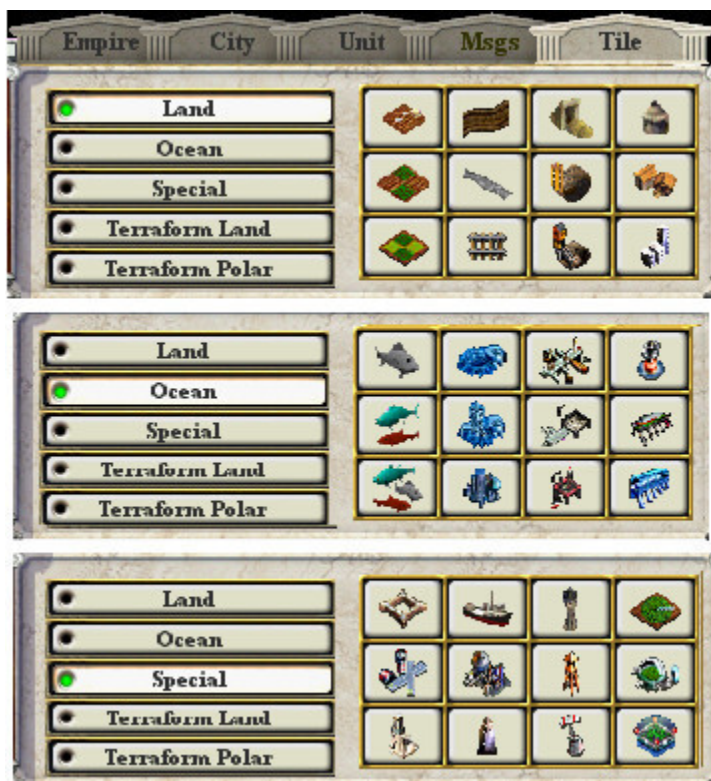 Empire City Unit Msgs Tile
Land
Ocean
Special
Terraform Land
Terraform Polar
Land
Ocean
Special
Terraform Land
Terraform Polar
Land
Ocean
Special
Terraform Land
Terraform Polar